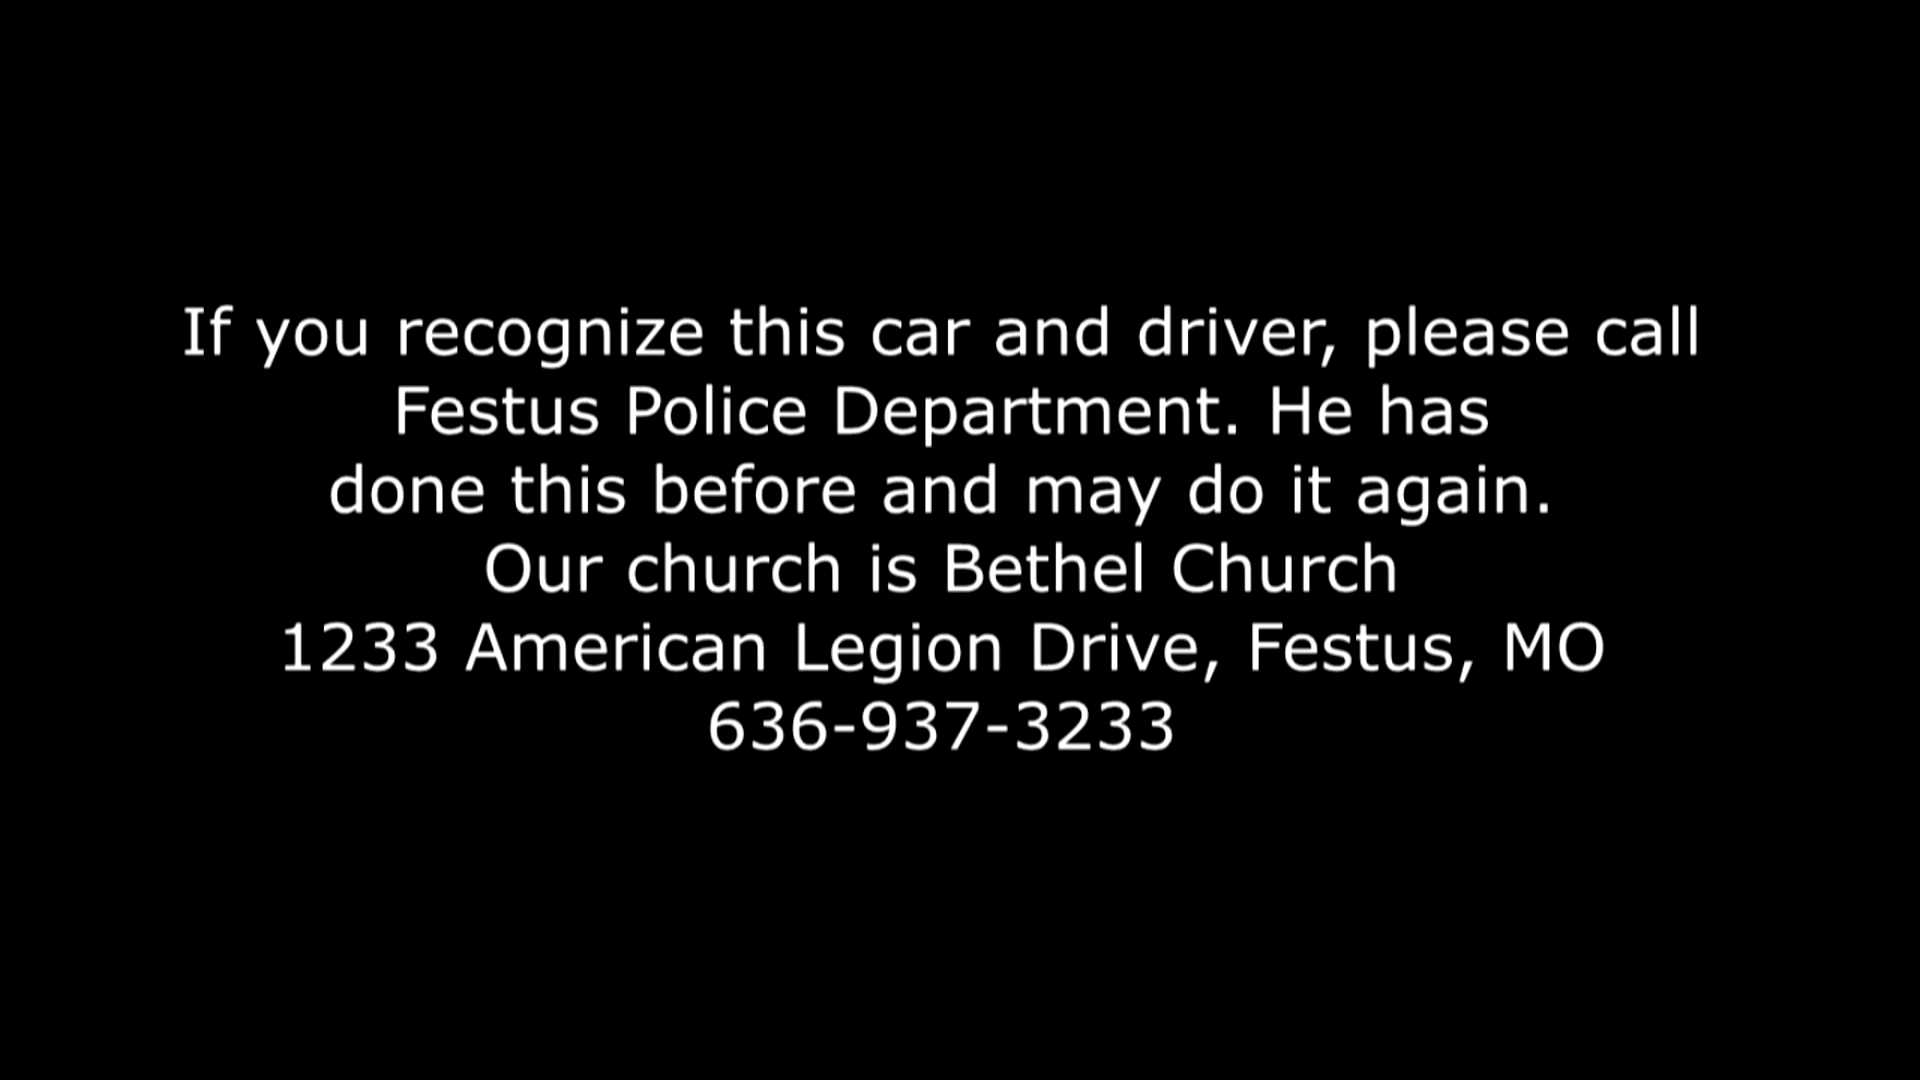 If you recognize this car and driver, please call
Festus Police Department. He has
done this before and may do it again.
Our church is Bethel Church
1233 American Legion Drive, Festus, MO
636-937-3233